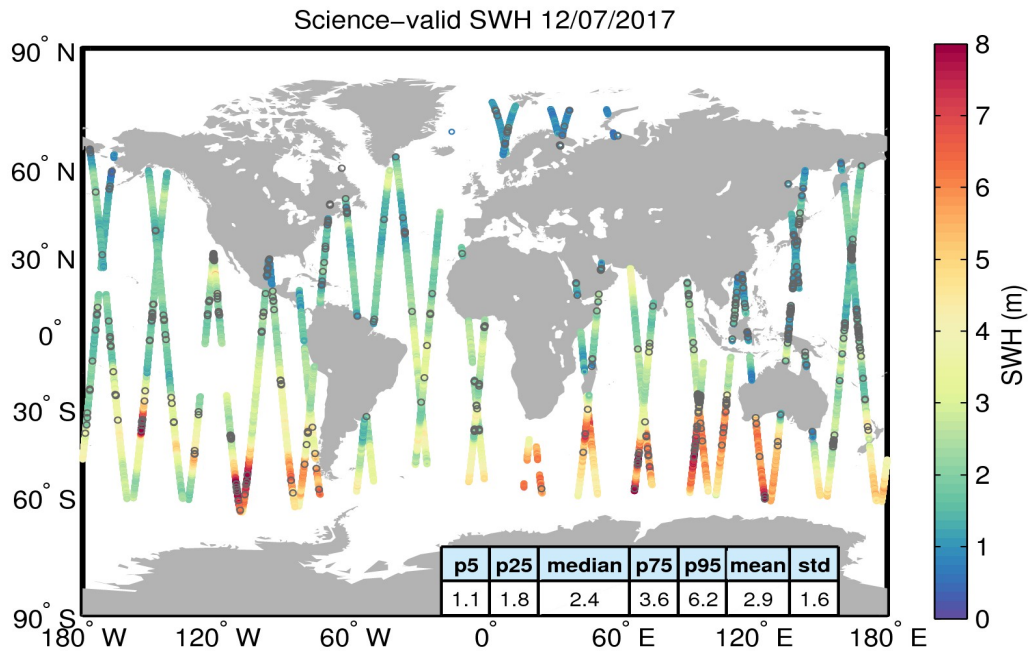 Science−valid SWH 12/07/2017
90° N
60° N
30° N
0°
30° S
60° S
90° S
180° W
120° W
60° W
0°
60° E
120° E
180° E
p5 p25 median p75 p95 mean std
1.1 1.8 2.4 3.6 6.2 2.9 1.6
8
7
6
5
4
3
2
1
0
SWH (m)